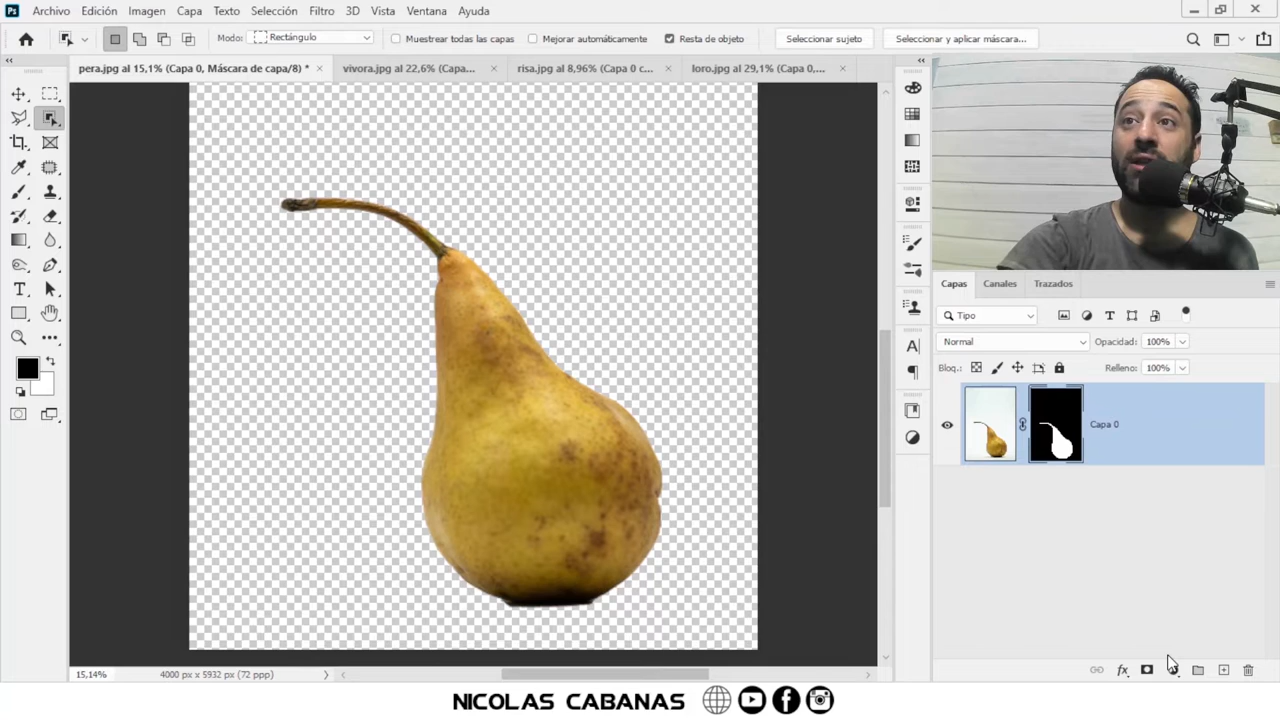 Ps Archivo Edición Imagen Capa Texto Selección Filtro 3D Vista Ventana Ayuda
Modo: Rectángulo Muestrear todas las capas Mejorar automáticamente Resta de objeto Seleccionar sujeto Seleccionar y aplicar máscara...
pera.jpg al 15,1% (Capa 0, Máscara de capa/8) * × vivora.jpg al 22,6% (Capa... × risa.jpg al 8,96% (Capa 0 c... × loro.jpg al 29,1% (Capa 0,... ×
Capas Canales Trazados
Tipo
Normal Opacidad: 100%
Bloq.: Relleno: 100%
Capa 0
fx
15,14% 4000 px x 5932 px (72 ppp)
NICOLAS CABANAS